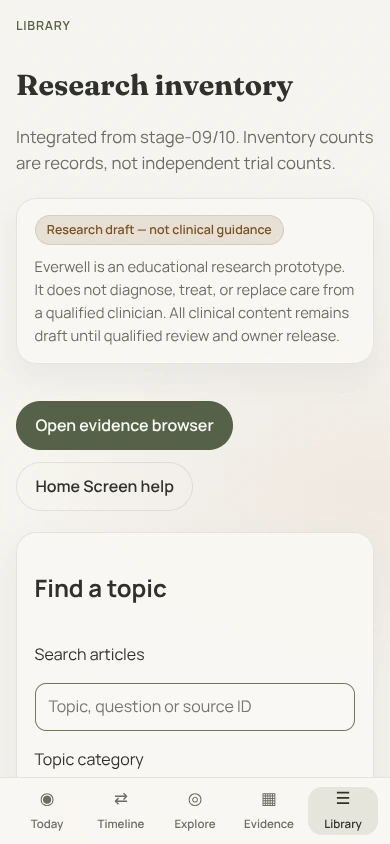 LIBRARY
Research inventory
Integrated from stage-09/10. Inventory counts
are records, not independent trial counts.
Research draft — not clinical guidance
Everwell is an educational research prototype.
It does not diagnose, treat, or replace care from
a qualified clinician. All clinical content remains
draft until qualified review and owner release.
Open evidence browser
Home Screen help
Find a topic
Search articles
Topic, question or source ID
Topic category
Today
Timeline
Explore
Evidence
Library